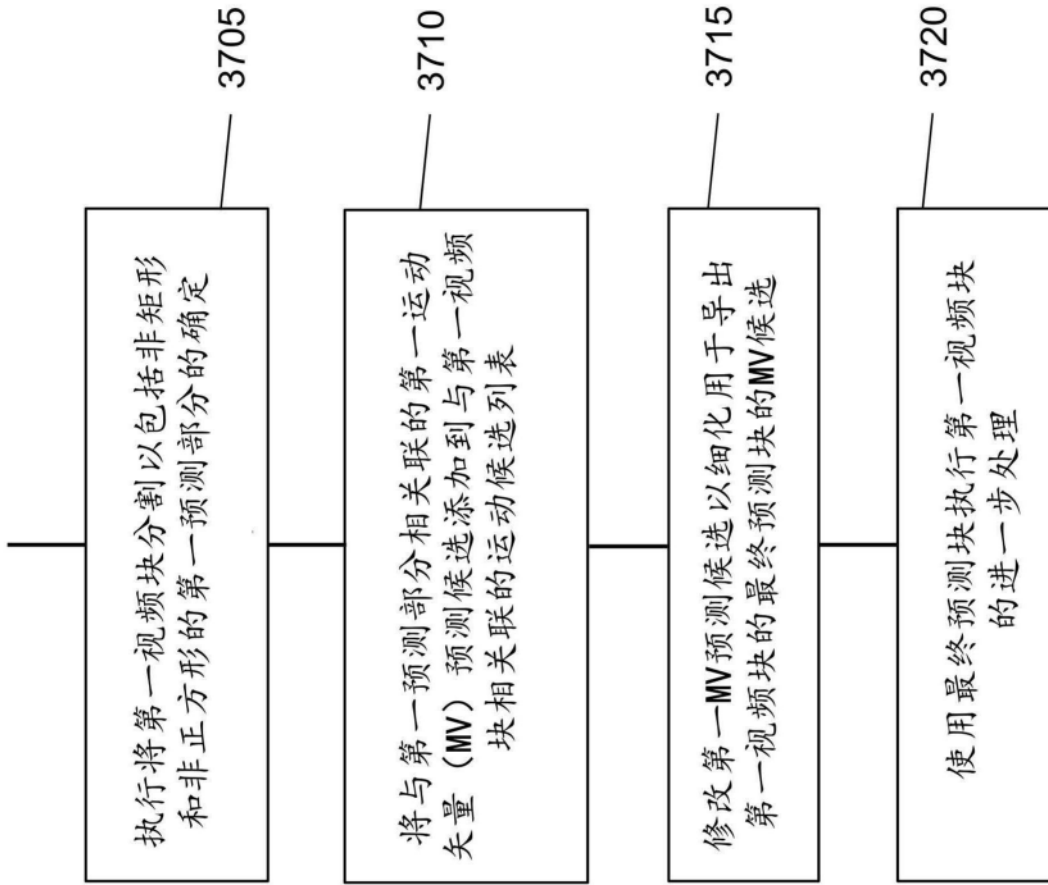 执行将第一视频块分割以包括非矩形
和非正方形的第一预测部分的确定
3705
将与第一预测部分相关联的第一运动
矢量（MV）预测候选添加到与第一视频
块相关联的运动候选列表
3710
修改第一MV预测候选以细化用于导出
第一视频块的最终预测块的MV候选
3715
使用最终预测块执行第一视频块
的进一步处理
3720